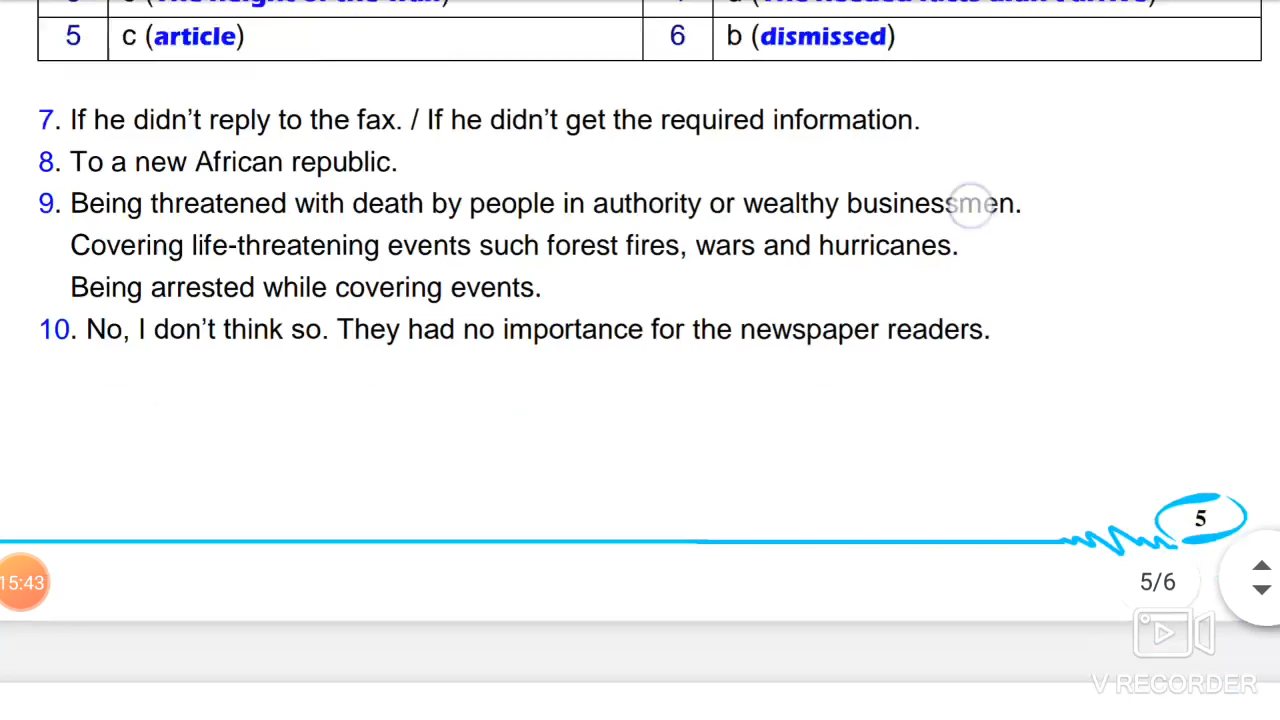 5 c (article) 6 b (dismissed)
7. If he didn't reply to the fax. / If he didn't get the required information.
8. To a new African republic.
9. Being threatened with death by people in authority or wealthy businessmen.
Covering life-threatening events such forest fires, wars and hurricanes.
Being arrested while covering events.
10. No, I don't think so. They had no importance for the newspaper readers.
5
15:43
5/6
V RECORDER